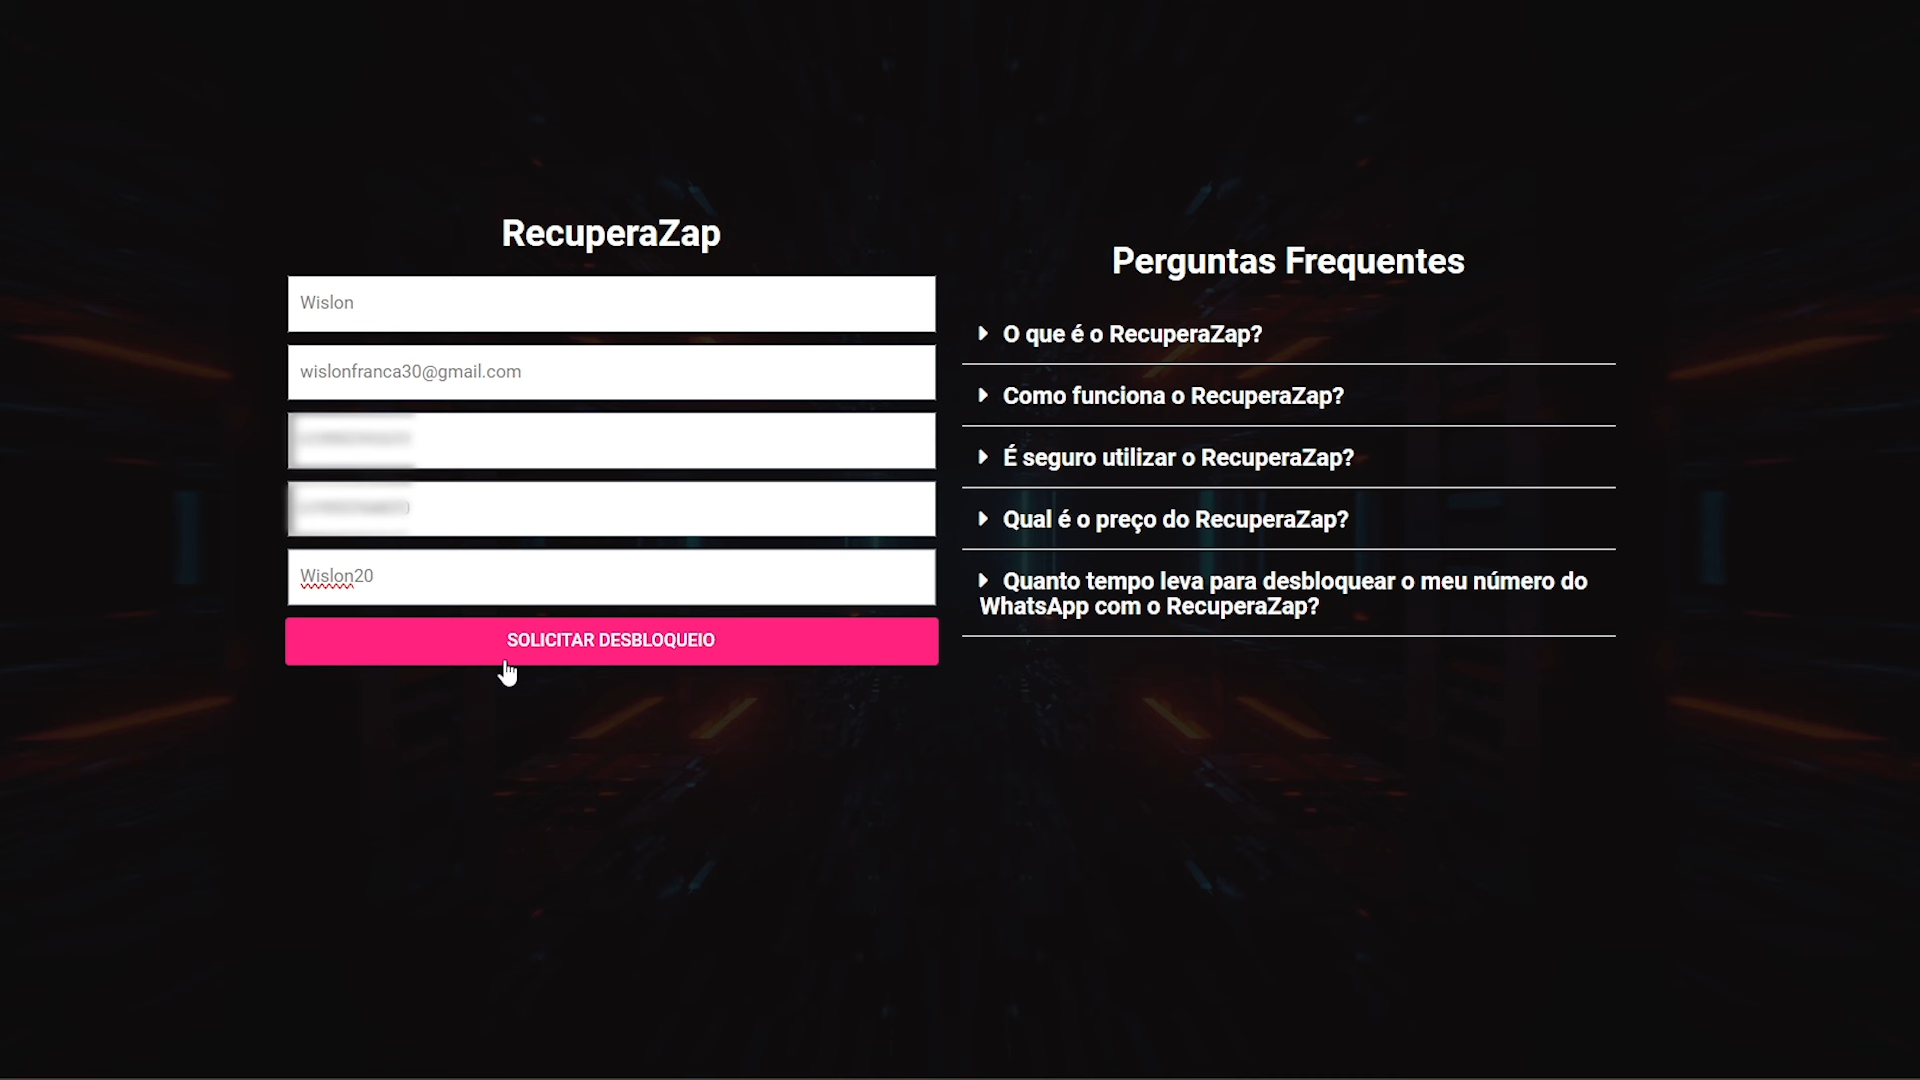 RecuperaZap
Wislon
wislonfranca30@gmail.com
Wislon20
SOLICITAR DESBLOQUEIO
Perguntas Frequentes
O que é o RecuperaZap?
Como funciona o RecuperaZap?
É seguro utilizar o RecuperaZap?
Qual é o preço do RecuperaZap?
Quanto tempo leva para desbloquear o meu número do
WhatsApp com o RecuperaZap?